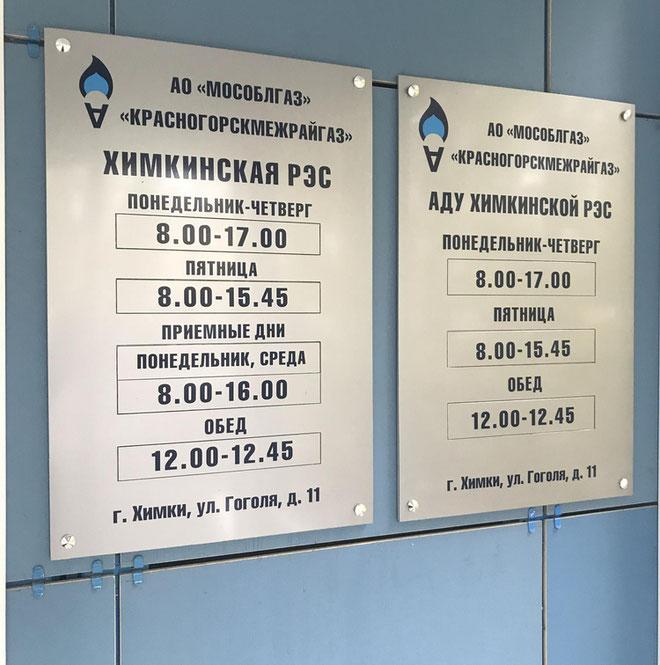 АО «МОСОБЛГАЗ»
«КРАСНОГОРСКМЕЖРАЙГАЗ»
ХИМКИНСКАЯ РЭС
ПОНЕДЕЛЬНИК-ЧЕТВЕРГ
8.00-17.00
ПЯТНИЦА
8.00-15.45
ПРИЕМНЫЕ ДНИ
ПОНЕДЕЛЬНИК, СРЕДА
8.00-16.00
ОБЕД
12.00-12.45
г. Химки, ул. Гоголя, д. 11
АО «МОСОБЛГАЗ»
«КРАСНОГОРСКМЕЖРАЙГАЗ»
АДУ ХИМКИНСКОЙ РЭС
ПОНЕДЕЛЬНИК-ЧЕТВЕРГ
8.00-17.00
ПЯТНИЦА
8.00-15.45
ОБЕД
12.00-12.45
г. Химки, ул. Гоголя, д. 11